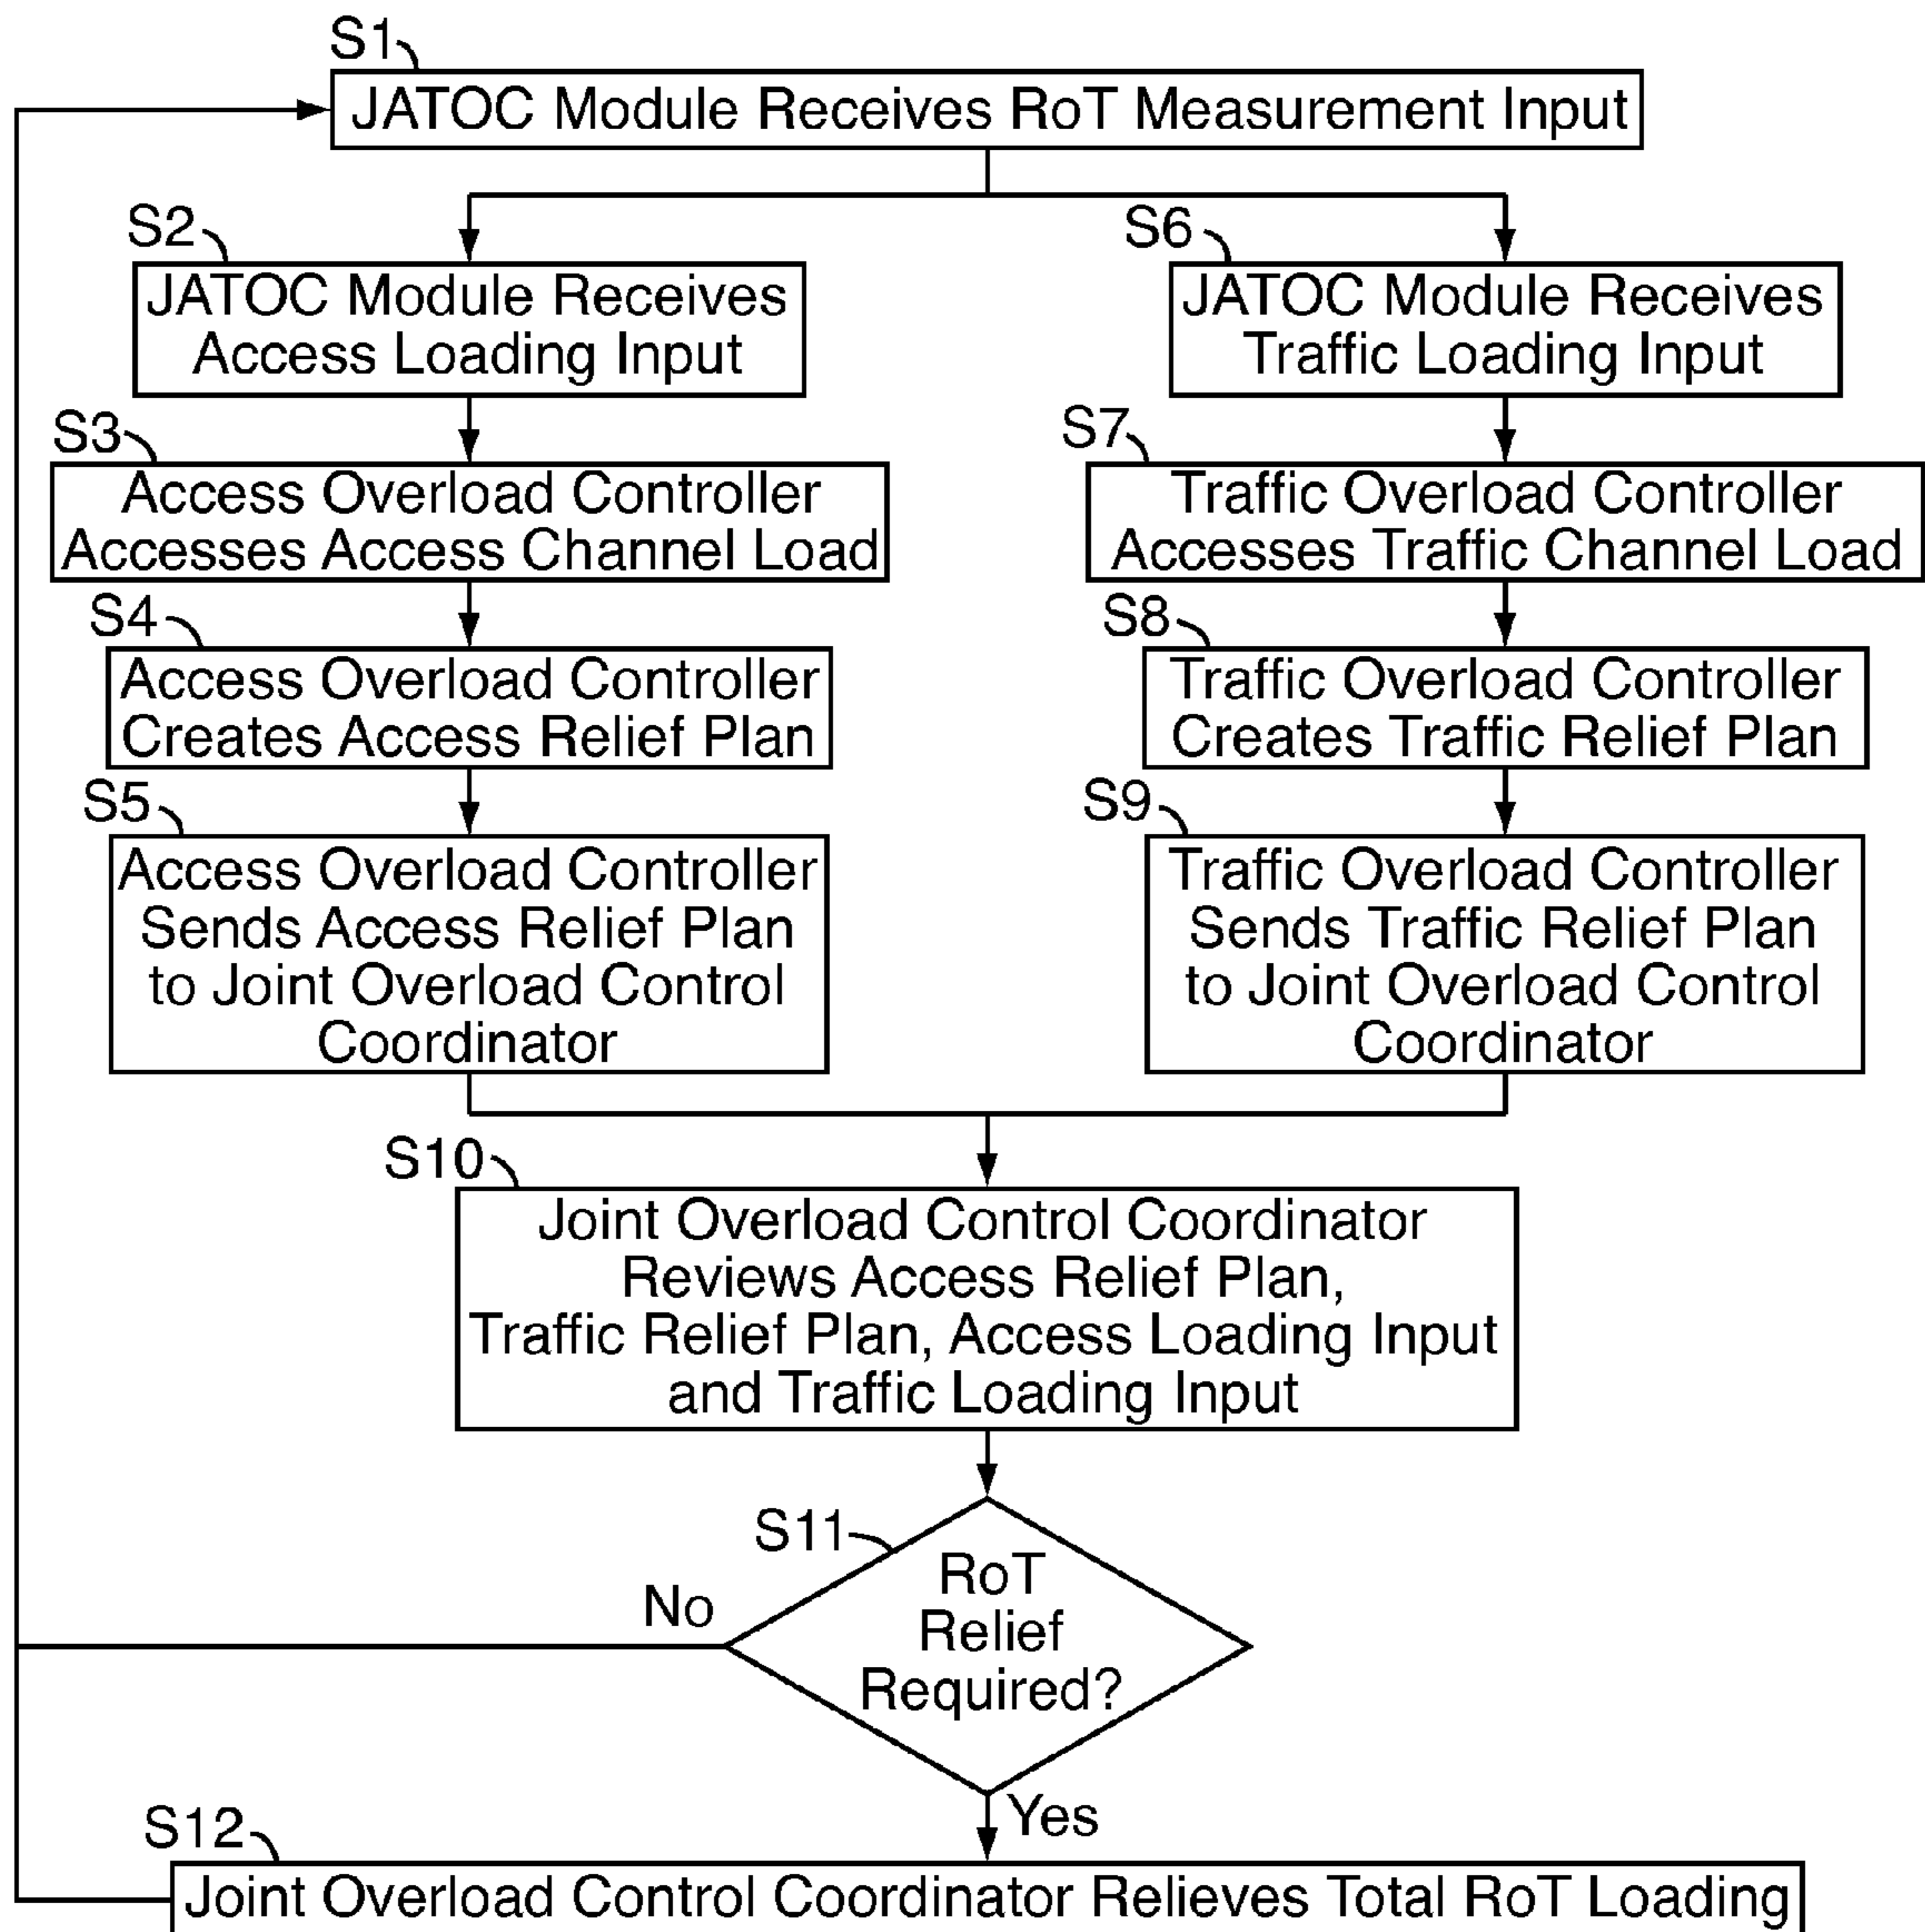 S1
JATOC Module Receives RoT Measurement Input
S2
JATOC Module Receives
Access Loading Input
S3
Access Overload Controller
Accesses Access Channel Load
S4
Access Overload Controller
Creates Access Relief Plan
S5
Access Overload Controller
Sends Access Relief Plan
to Joint Overload Control
Coordinator
S6
JATOC Module Receives
Traffic Loading Input
S7
Traffic Overload Controller
Accesses Traffic Channel Load
S8
Traffic Overload Controller
Creates Traffic Relief Plan
S9
Traffic Overload Controller
Sends Traffic Relief Plan
to Joint Overload Control
Coordinator
S10
Joint Overload Control Coordinator
Reviews Access Relief Plan,
Traffic Relief Plan, Access Loading Input
and Traffic Loading Input
S11
RoT
Relief
Required?
No
Yes
S12
Joint Overload Control Coordinator Relieves Total RoT Loading